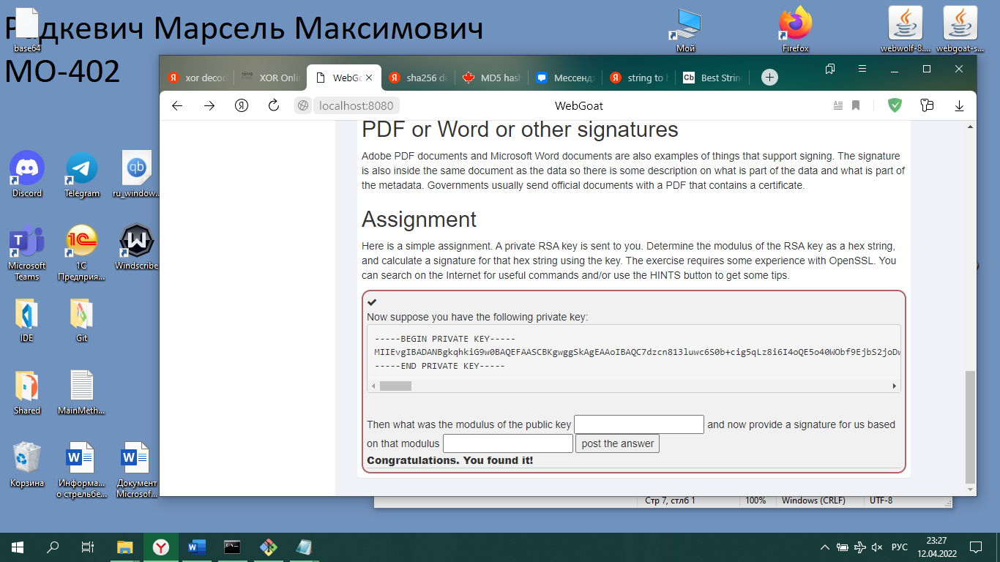 Радкевич Марсель Максимович
МО-402
base64
Мой
Firefox
webwolf-8....
webgoat-s...
xor decod
XOR Onlin
WebGo
sha256 de
MD5 hash
Мессендж
string to h
Best String
localhost:8080
WebGoat
PDF or Word or other signatures
Adobe PDF documents and Microsoft Word documents are also examples of things that support signing. The signature
is also inside the same document as the data so there is some description on what is part of the data and what is part of
the metadata. Governments usually send official documents with a PDF that contains a certificate.
Assignment
Here is a simple assignment. A private RSA key is sent to you. Determine the modulus of the RSA key as a hex string,
and calculate a signature for that hex string using the key. The exercise requires some experience with OpenSSL. You
can search on the Internet for useful commands and/or use the HINTS button to get some tips.
Now suppose you have the following private key:
-----BEGIN PRIVATE KEY-----
MIIEvgIBADANBgkqhkiG9w0BAQEFAASCBKgwggSkAgEAAoIBAQC7dzcn813luwc6S0b+cig5qLz8i6I4oQE5o40WObf9EjbS2joDw
-----END PRIVATE KEY-----
Then what was the modulus of the public key and now provide a signature for us based
on that modulus post the answer
Congratulations. You found it!
Discord
Telegram
ru_window...
Microsoft
Teams
1С
Предприя...
Windscribe
IDE
Git
Shared
MainMeth...
Корзина
Информа...
о стрельбе...
Документ
Microsof...
Стр 7, стлб 1
100%
Windows (CRLF)
UTF-8
РУС
23:27
12.04.2022